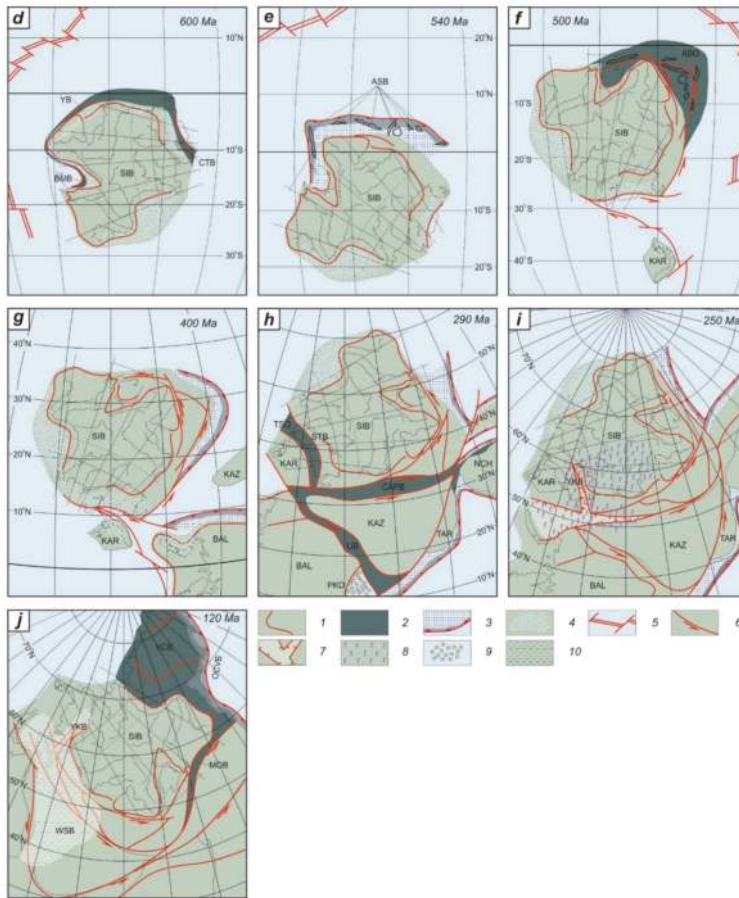 d
600 Ma
10°N
YB
10°S
CTB
SIB
20°S
30°S
e
540 Ma
20°N
ASB
10°N
SIB
10°S
20°S
f
500 Ma
10°S
SIB
20°S
30°S
KAR
40°S
g
400 Ma
40°N
30°N
SIB
20°N
KAZ
10°N
KAR
BAL
h
290 Ma
50°N
SIB
40°N
STB
KAR
NCH
30°N
CAFB
KAZ
20°N
UB
TAR
BAL
PKD
10°N
i
250 Ma
70°N
SIB
60°N
KAR
50°N
KAZ
TAR
40°N
BAL
j
120 Ma
70°N
60°N
YKB
SIB
MOB
50°N
WSB
40°N
1
2
3
4
5
6
7
8
9
10